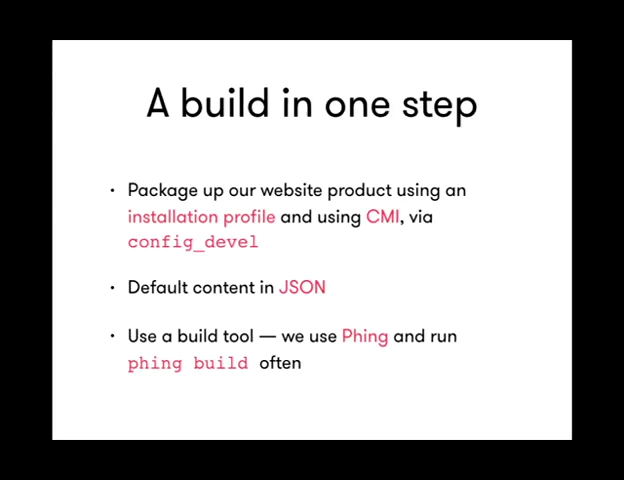 A build in one step
• Package up our website product using an
installation profile and using CMI, via
config_devel
• Default content in JSON
• Use a build tool — we use Phing and run
phing build often